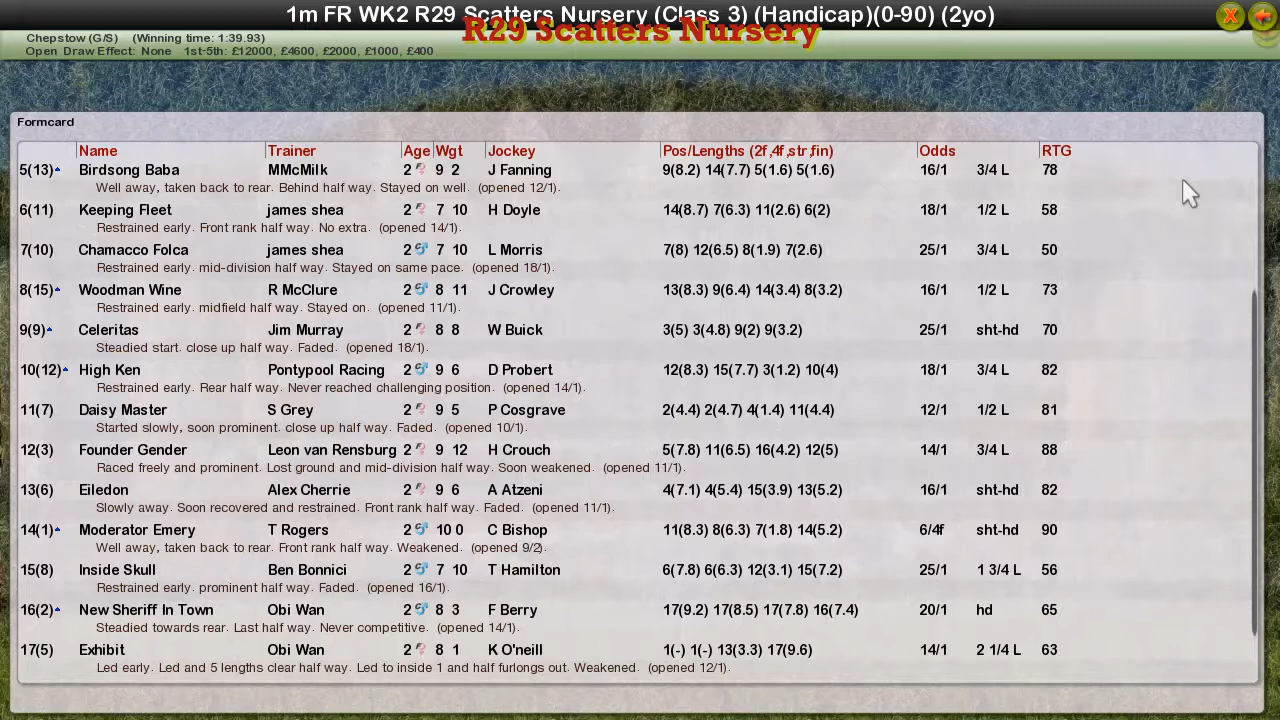 1m FR WK2 R29 Scatters Nursery (Class 3) (Handicap)(0-90) (2yo)
R29 Scatters Nursery
Chepstow (G/S) (Winning time: 1:39.93)
Open Draw Effect: None 1st-5th: £12000, £4600, £2000, £1000, £400
Formcard
Name Trainer Age Wgt Jockey Pos/Lengths (2f,4f,str,fin) Odds RTG
5(13) Birdsong Baba MMcMilk 2 9 2 J Fanning 9(8.2) 14(7.7) 5(1.6) 5(1.6) 16/1 3/4 L 78
Well away, taken back to rear. Behind half way. Stayed on well. (opened 12/1).
6(11) Keeping Fleet james shea 2 7 10 H Doyle 14(8.7) 7(6.3) 11(2.6) 6(2) 18/1 1/2 L 58
Restrained early. Front rank half way. No extra. (opened 14/1).
7(10) Chamacco Folca james shea 2 7 10 L Morris 7(8) 12(6.5) 8(1.9) 7(2.6) 25/1 3/4 L 50
Restrained early. mid-division half way. Stayed on same pace. (opened 18/1).
8(15) Woodman Wine R McClure 2 8 11 J Crowley 13(8.3) 9(6.4) 14(3.4) 8(3.2) 16/1 1/2 L 73
Restrained early. midfield half way. Stayed on. (opened 11/1).
9(9) Celeritas Jim Murray 2 8 8 W Buick 3(5) 3(4.8) 9(2) 9(3.2) 25/1 sht-hd 70
Steadied start. close up half way. Faded. (opened 18/1).
10(12) High Ken Pontypool Racing 2 9 6 D Probert 12(8.3) 15(7.7) 3(1.2) 10(4) 18/1 3/4 L 82
Restrained early. Rear half way. Never reached challenging position. (opened 14/1).
11(7) Daisy Master S Grey 2 9 5 P Cosgrave 2(4.4) 2(4.7) 4(1.4) 11(4.4) 12/1 1/2 L 81
Started slowly, soon prominent. close up half way. Faded. (opened 10/1).
12(3) Founder Gender Leon van Rensburg 2 9 12 H Crouch 5(7.8) 11(6.5) 16(4.2) 12(5) 14/1 3/4 L 88
Raced freely and prominent. Lost ground and mid-division half way. Soon weakened. (opened 11/1).
13(6) Eiledon Alex Cherrie 2 9 6 A Atzeni 4(7.1) 4(5.4) 15(3.9) 13(5.2) 16/1 sht-hd 82
Slowly away. Soon recovered and restrained. Front rank half way. Faded. (opened 11/1).
14(1) Moderator Emery T Rogers 2 10 0 C Bishop 11(8.3) 8(6.3) 7(1.8) 14(5.2) 6/4f sht-hd 90
Well away, taken back to rear. Front rank half way. Weakened. (opened 9/2).
15(8) Inside Skull Ben Bonnici 2 7 10 T Hamilton 6(7.8) 6(6.3) 12(3.1) 15(7.2) 25/1 1 3/4 L 56
Restrained early. prominent half way. Faded. (opened 16/1).
16(2) New Sheriff In Town Obi Wan 2 8 3 F Berry 17(9.2) 17(8.5) 17(7.8) 16(7.4) 20/1 hd 65
Steadied towards rear. Last half way. Never competitive. (opened 14/1).
17(5) Exhibit Obi Wan 2 8 1 K O'neill 1(-) 1(-) 13(3.3) 17(9.6) 14/1 2 1/4 L 63
Led early. Led and 5 lengths clear half way. Led to inside 1 and half furlongs out. Weakened. (opened 12/1).